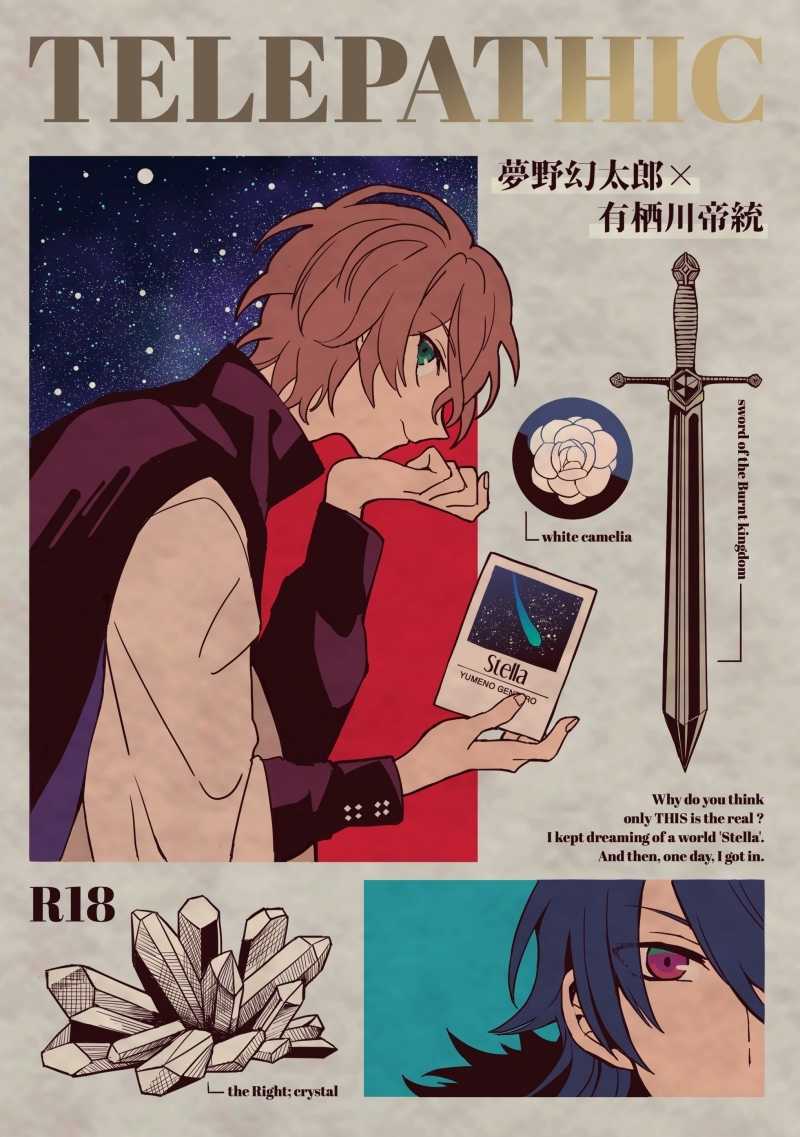 TELEPATHIC
夢野幻太郎×
有栖川帝統
sword of the Burnt kingdom
white camelia
Stella
YUMENO GENTARO
Why do you think
only THIS is the real ?
I kept dreaming of a world 'Stella'.
And then, one day, I got in.
R18
the Right; crystal